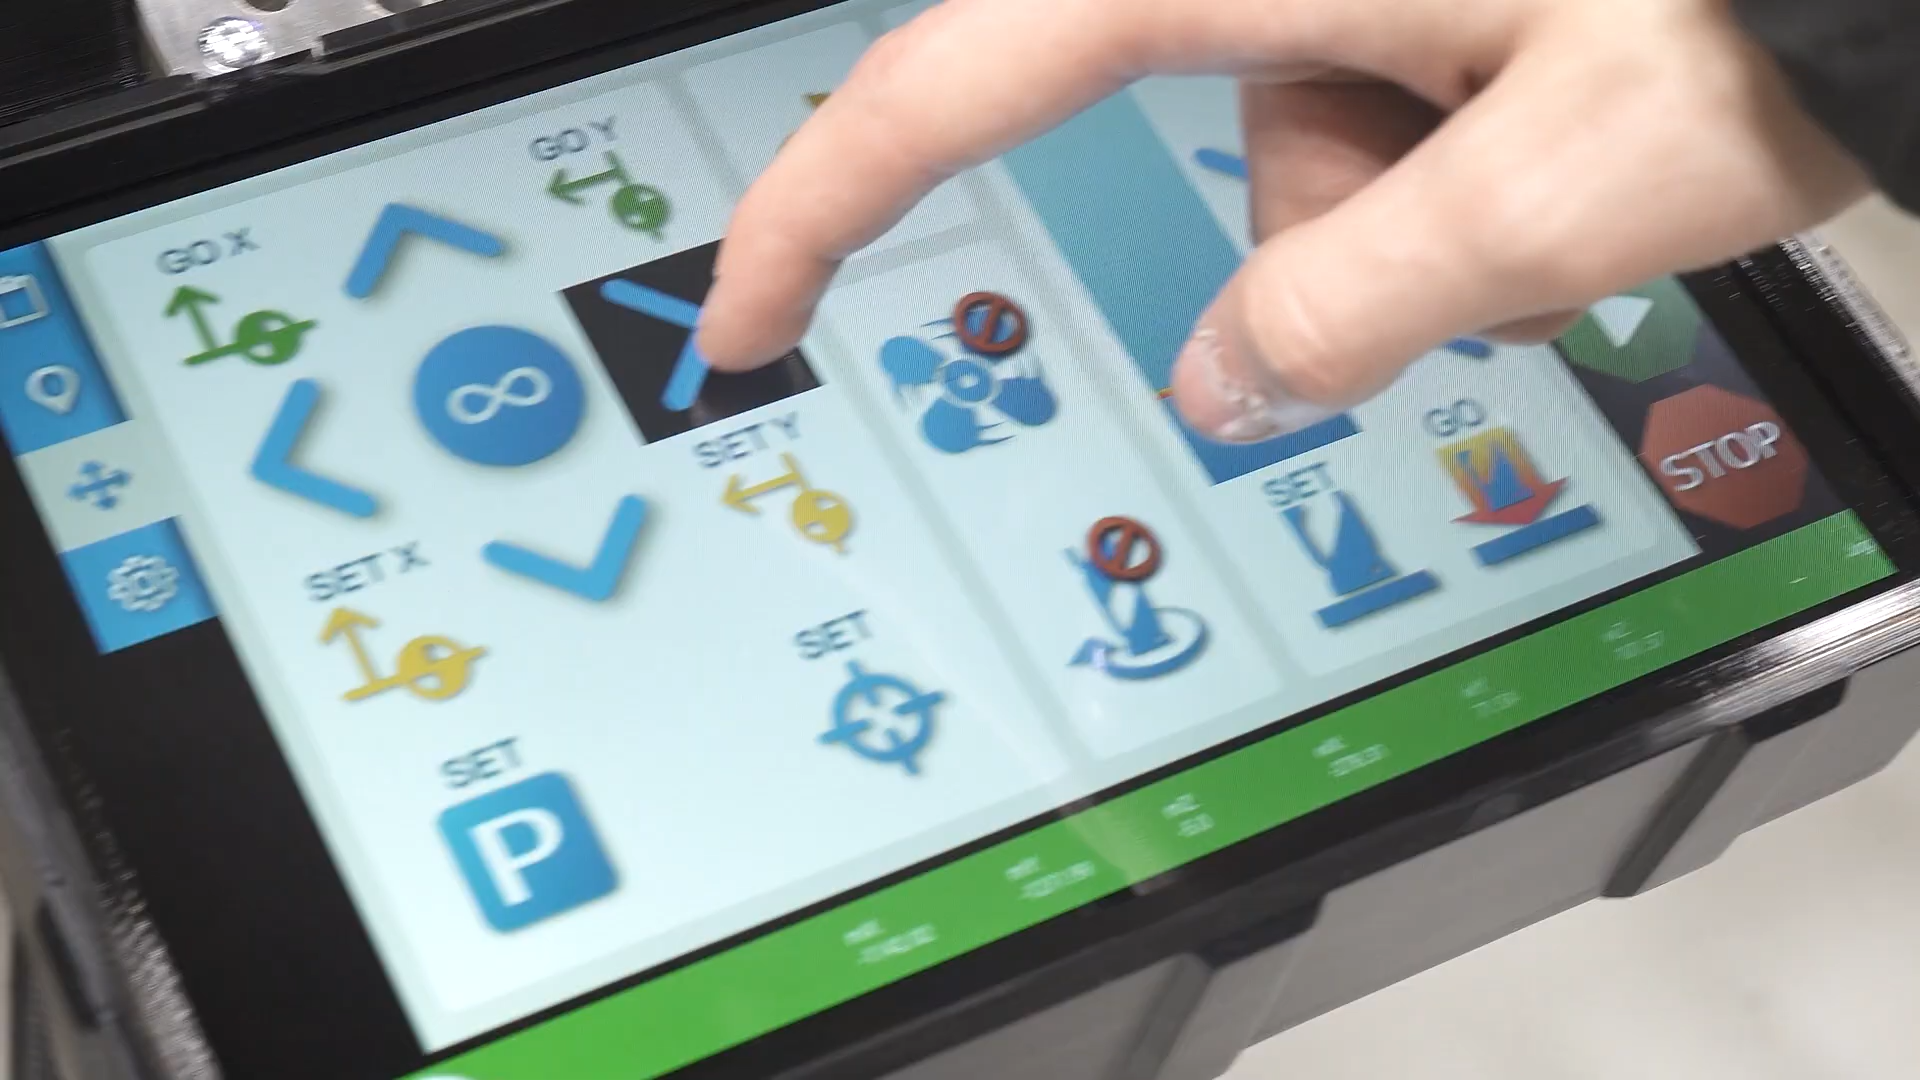 GO Y
GO X
∞
SET Y
GO
STOP
SET
SET X
SET
SET
P